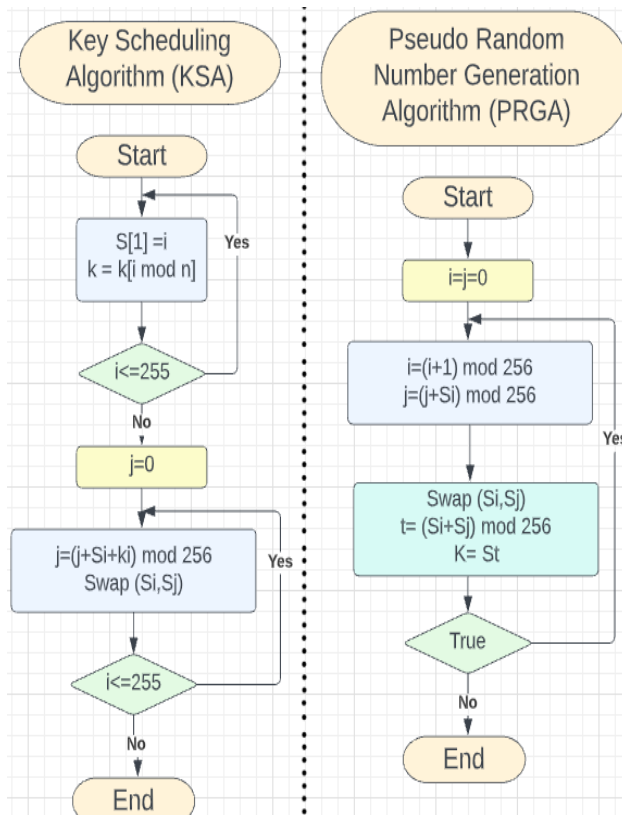 Key Scheduling
Algorithm (KSA)
Start
S[1] =i
k = k[i mod n]
Yes
i<=255
No
j=0
j=(j+Si+ki) mod 256
Swap (Si,Sj)
Yes
i<=255
No
End
Pseudo Random
Number Generation
Algorithm (PRGA)
Start
i=j=0
i=(i+1) mod 256
j=(j+Si) mod 256
Yes
Swap (Si,Sj)
t= (Si+Sj) mod 256
K= St
True
No
End